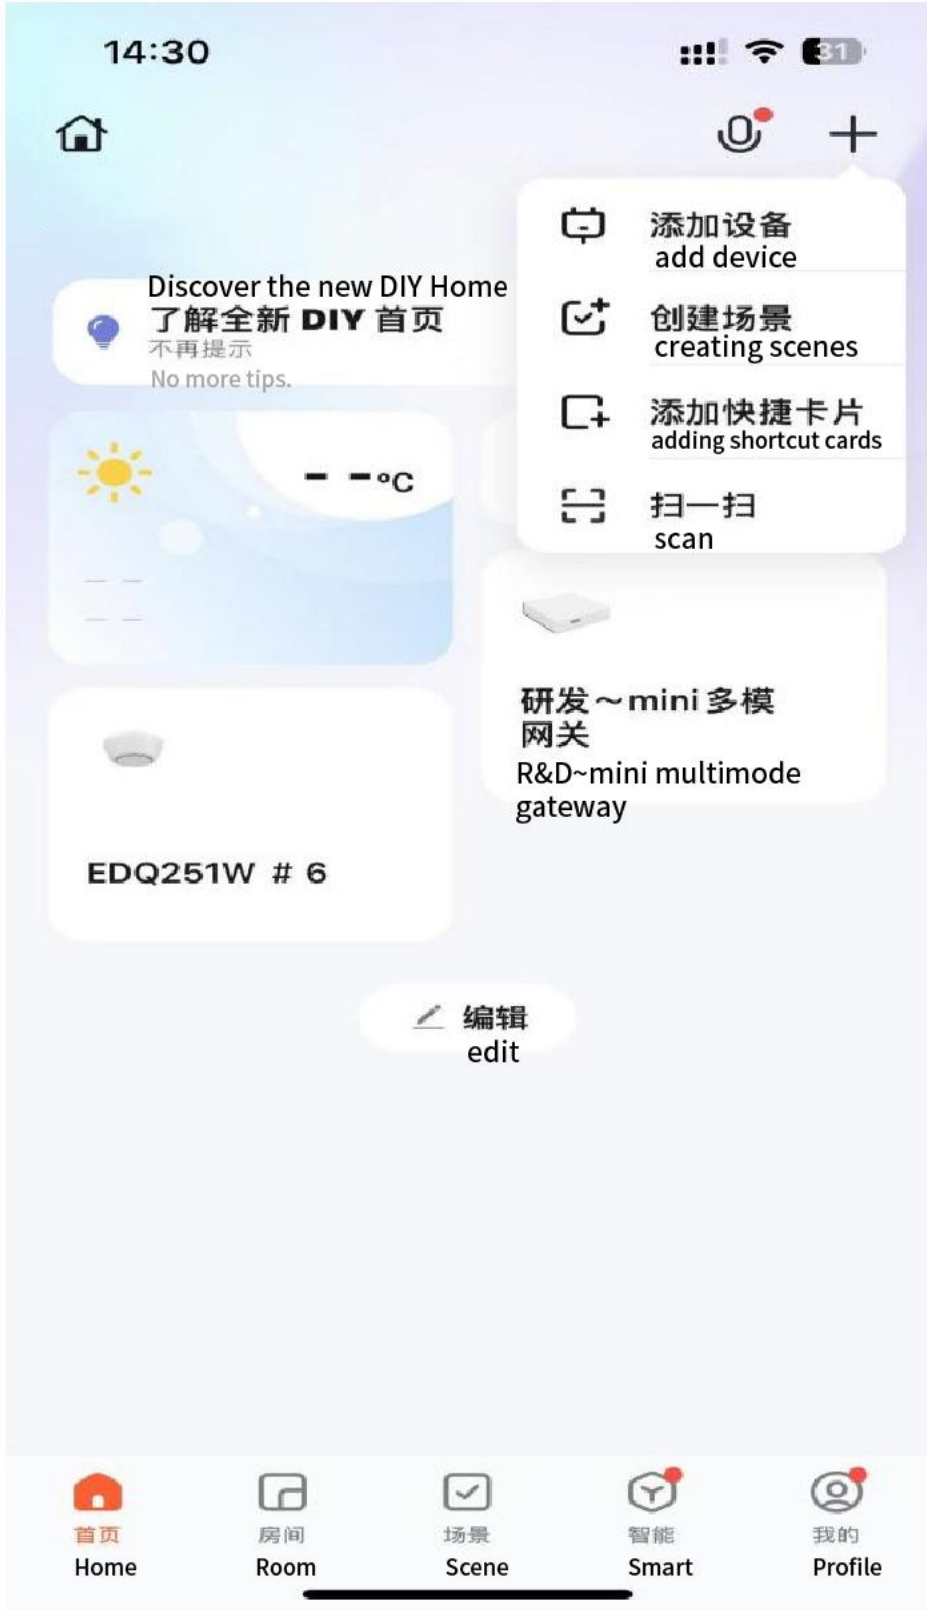 14:30
31
添加设备
add device
Discover the new DIY Home
了解全新 DIY 首页
不再提示
No more tips.
创建场景
creating scenes
添加快捷卡片
adding shortcut cards
扫一扫
scan
- -°C
-- --
-- --
研发～mini 多模
网关
R&D~mini multimode
gateway
EDQ251W # 6
编辑
edit
首页
房间
场景
智能
我的
Home
Room
Scene
Smart
Profile